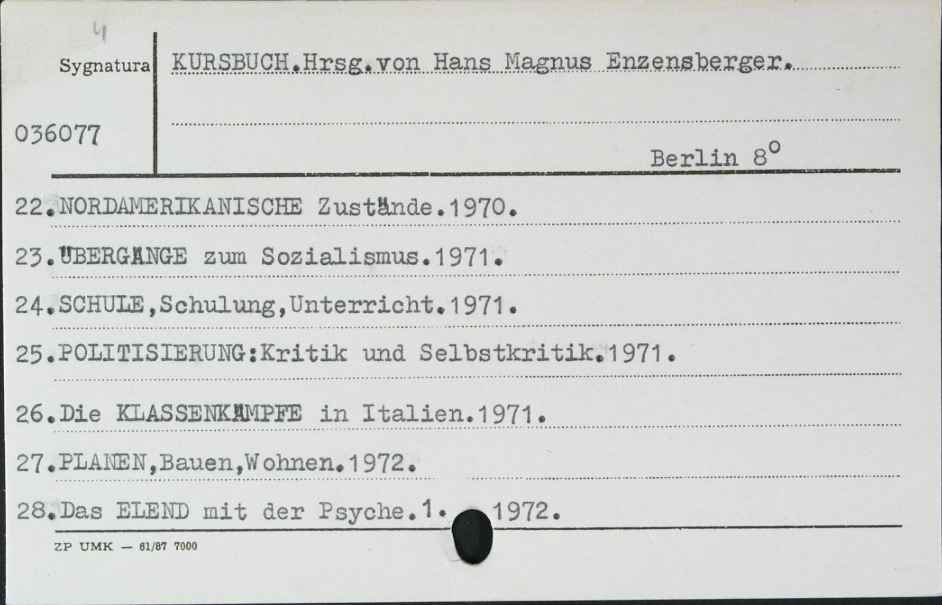 4
Sygnatura
KURSBUCH.Hrsg.von Hans Magnus Enzensberger.
036077
Berlin 8°
22.NORDAMERIKANISCHE Zustände.1970.
23.ÜBERGÄNGE zum Sozialismus.1971.
24.SCHULE,Schulung,Unterricht.1971.
25.POLITISIERUNG:Kritik und Selbstkritik.1971.
26.Die KLASSENKÄMPFE in Italien.1971.
27.PLANEN,Bauen,Wohnen.1972.
28.Das ELEND mit der Psyche.1. 1972.
ZP UMK — 61/67 7000